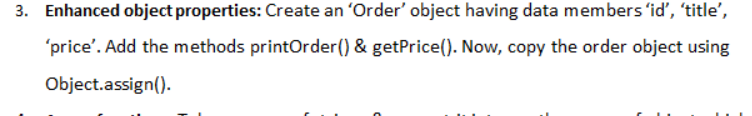 3. Enhanced object properties: Create an ‘Order’ object having data members ‘id’, ‘title’,
‘price’. Add the methods printOrder() & getPrice(). Now, copy the order object using
Object.assign().